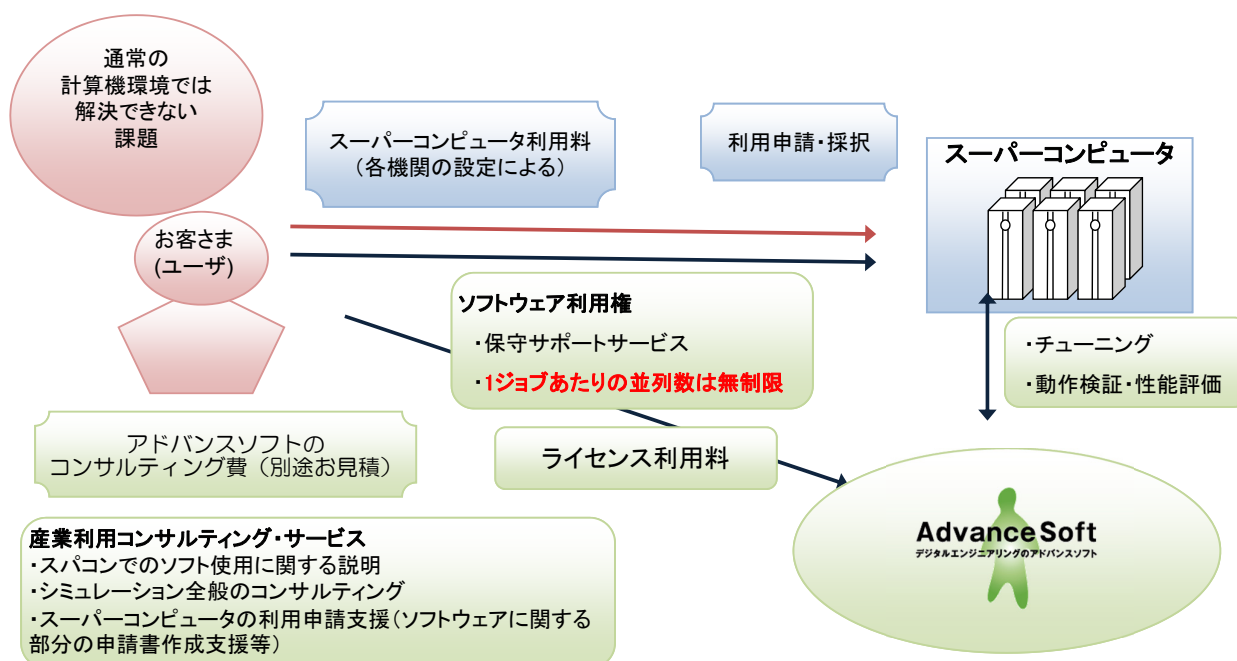 通常の
計算機環境では
解決できない
課題
スーパーコンピュータ利用料
（各機関の設定による）
利用申請・採択
スーパーコンピュータ
お客さま
(ユーザ)
ソフトウェア利用権
・保守サポートサービス
・1ジョブあたりの並列数は無制限
・チューニング
・動作検証・性能評価
アドバンスソフトの
コンサルティング費（別途お見積）
ライセンス利用料
産業利用コンサルティング・サービス
・スパコンでのソフト使用に関する説明
・シミュレーション全般のコンサルティング
・スーパーコンピュータの利用申請支援（ソフトウェアに関する
部分の申請書作成支援等）
AdvanceSoft
デジタルエンジニアリングのアドバンスソフト